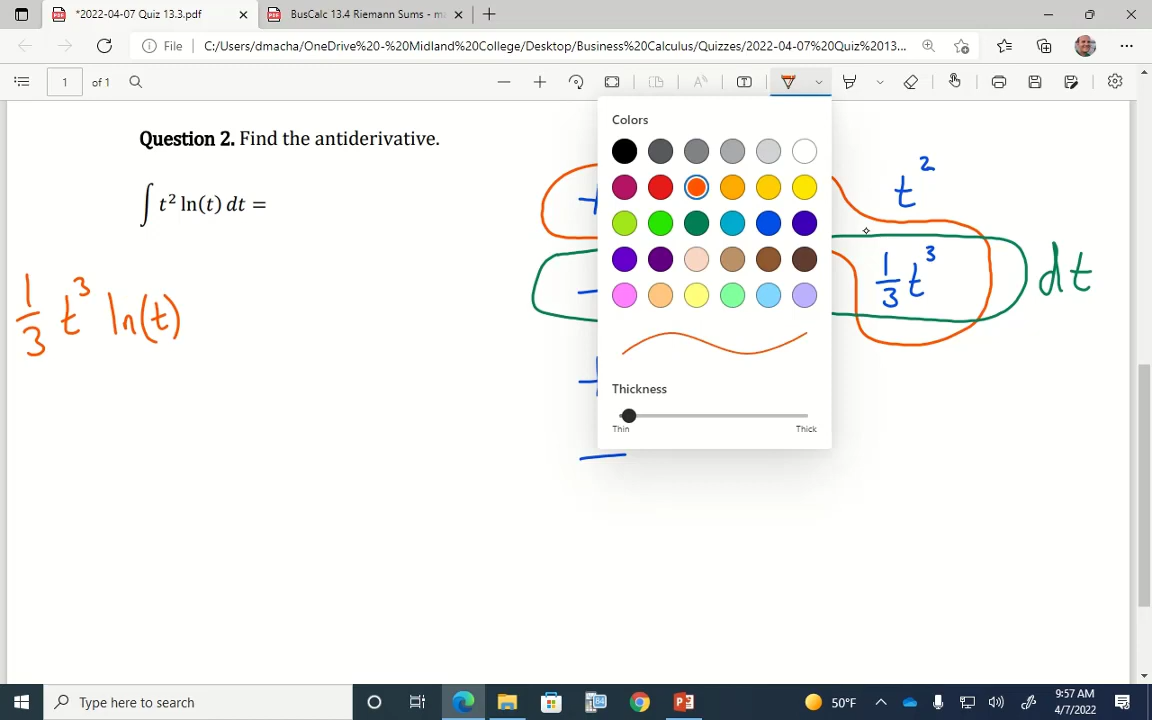 *2022-04-07 Quiz 13.3.pdf
BusCalc 13.4 Riemann Sums - m
File C:/Users/dmacha/OneDrive%20-%20Midland%20College/Desktop/Business%20Calculus/Quizzes/2022-04-07%20Quiz%2013...
1 of 1
Question 2. Find the antiderivative.
∫ t² ln(t) dt =
1/3 t³ ln(t)
+
t²
−
1/3 t³ dt
+
−
Colors
Thickness
Thin Thick
Type here to search
50°F
9:57 AM
4/7/2022